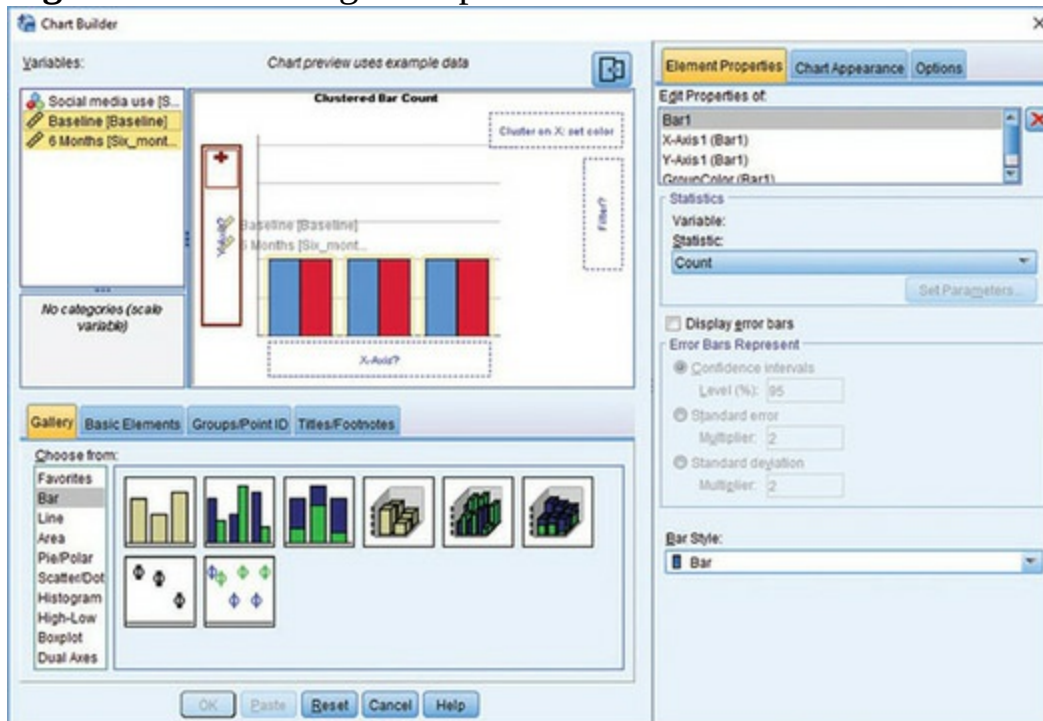 Chart Builder
Variables:
Chart preview uses example data
Social media use [S...
Baseline [Baseline]
6 Months [Six_mont...
No categories (scale
variable)
Clustered Bar Count
Cluster on X: set color
Filter?
Y-Axis?
Baseline [Baseline]
6 Months [Six_mont...
X-Axis?
Gallery
Basic Elements
Groups/Point ID
Titles/Footnotes
Choose from:
Favorites
Bar
Line
Area
Pie/Polar
Scatter/Dot
Histogram
High-Low
Boxplot
Dual Axes
OK
Paste
Reset
Cancel
Help
Element Properties
Chart Appearance
Options
Edit Properties of:
Bar1
X-Axis1 (Bar1)
Y-Axis1 (Bar1)
GroupColor (Bar1)
Statistics
Variable:
Statistic:
Count
Set Parameters...
Display error bars
Error Bars Represent
Confidence intervals
Level (%): 95
Standard error
Multiplier: 2
Standard deviation
Multiplier: 2
Bar Style:
Bar